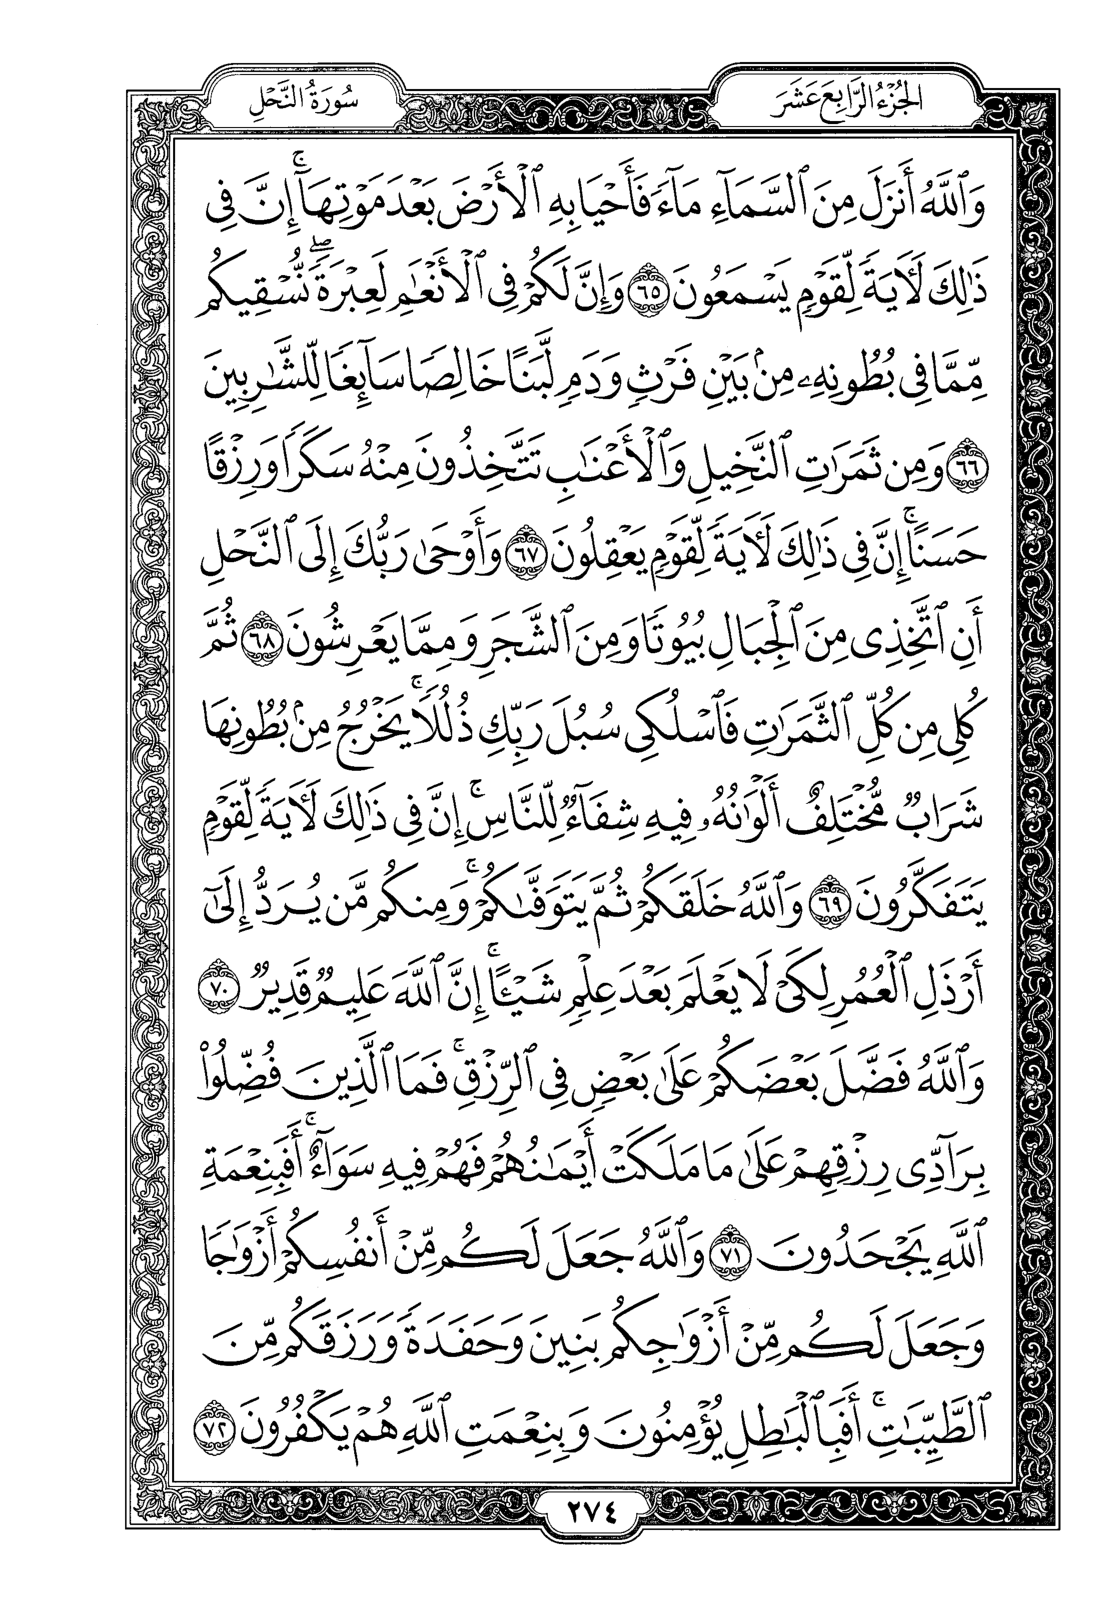 الجُزْءُ الرَّابِعَ عَشَرَ
سُورَةُ النَّحْلِ
وَٱللَّهُ أَنزَلَ مِنَ ٱلسَّمَآءِ مَآءً فَأَحْيَا بِهِ ٱلْأَرْضَ بَعْدَ مَوْتِهَآ ۚ إِنَّ فِى
ذَٰلِكَ لَءَايَةً لِّقَوْمٍ يَسْمَعُونَ ٦٥ وَإِنَّ لَكُمْ فِى ٱلْأَنْعَٰمِ لَعِبْرَةً ۖ نُّسْقِيكُم
مِّمَّا فِى بُطُونِهِۦ مِنۢ بَيْنِ فَرْثٍ وَدَمٍ لَّبَنًا خَالِصًا سَآئِغًا لِّلشَّٰرِبِينَ
٦٦ وَمِن ثَمَرَٰتِ ٱلنَّخِيلِ وَٱلْأَعْنَٰبِ تَتَّخِذُونَ مِنْهُ سَكَرًا وَرِزْقًا
حَسَنًا ۗ إِنَّ فِى ذَٰلِكَ لَءَايَةً لِّقَوْمٍ يَعْقِلُونَ ٦٧ وَأَوْحَىٰ رَبُّكَ إِلَى ٱلنَّحْلِ
أَنِ ٱتَّخِذِى مِنَ ٱلْجِبَالِ بُيُوتًا وَمِنَ ٱلشَّجَرِ وَمِمَّا يَعْرِشُونَ ٦٨ ثُمَّ
كُلِى مِن كُلِّ ٱلثَّمَرَٰتِ فَٱسْلُكِى سُبُلَ رَبِّكِ ذُلُلًا ۚ يَخْرُجُ مِنۢ بُطُونِهَا
شَرَابٌ مُّخْتَلِفٌ أَلْوَٰنُهُۥ فِيهِ شِفَآءٌ لِّلنَّاسِ ۗ إِنَّ فِى ذَٰلِكَ لَءَايَةً لِّقَوْمٍ
يَتَفَكَّرُونَ ٦٩ وَٱللَّهُ خَلَقَكُمْ ثُمَّ يَتَوَفَّىٰكُمْ ۚ وَمِنكُم مَّن يُرَدُّ إِلَىٰٓ
أَرْذَلِ ٱلْعُمُرِ لِكَىْ لَا يَعْلَمَ بَعْدَ عِلْمٍ شَيْـًٔا ۚ إِنَّ ٱللَّهَ عَلِيمٌ قَدِيرٌ ٧٠
وَٱللَّهُ فَضَّلَ بَعْضَكُمْ عَلَىٰ بَعْضٍ فِى ٱلرِّزْقِ ۚ فَمَا ٱلَّذِينَ فُضِّلُوا۟
بِرَآدِّى رِزْقِهِمْ عَلَىٰ مَا مَلَكَتْ أَيْمَٰنُهُمْ فَهُمْ فِيهِ سَوَآءٌ ۚ أَفَبِنِعْمَةِ
ٱللَّهِ يَجْحَدُونَ ٧١ وَٱللَّهُ جَعَلَ لَكُم مِّنْ أَنفُسِكُمْ أَزْوَٰجًا
وَجَعَلَ لَكُم مِّنْ أَزْوَٰجِكُم بَنِينَ وَحَفَدَةً وَرَزَقَكُم مِّنَ
ٱلطَّيِّبَٰتِ ۚ أَفَبِٱلْبَٰطِلِ يُؤْمِنُونَ وَبِنِعْمَتِ ٱللَّهِ هُمْ يَكْفُرُونَ ٧٢
٢٧٤